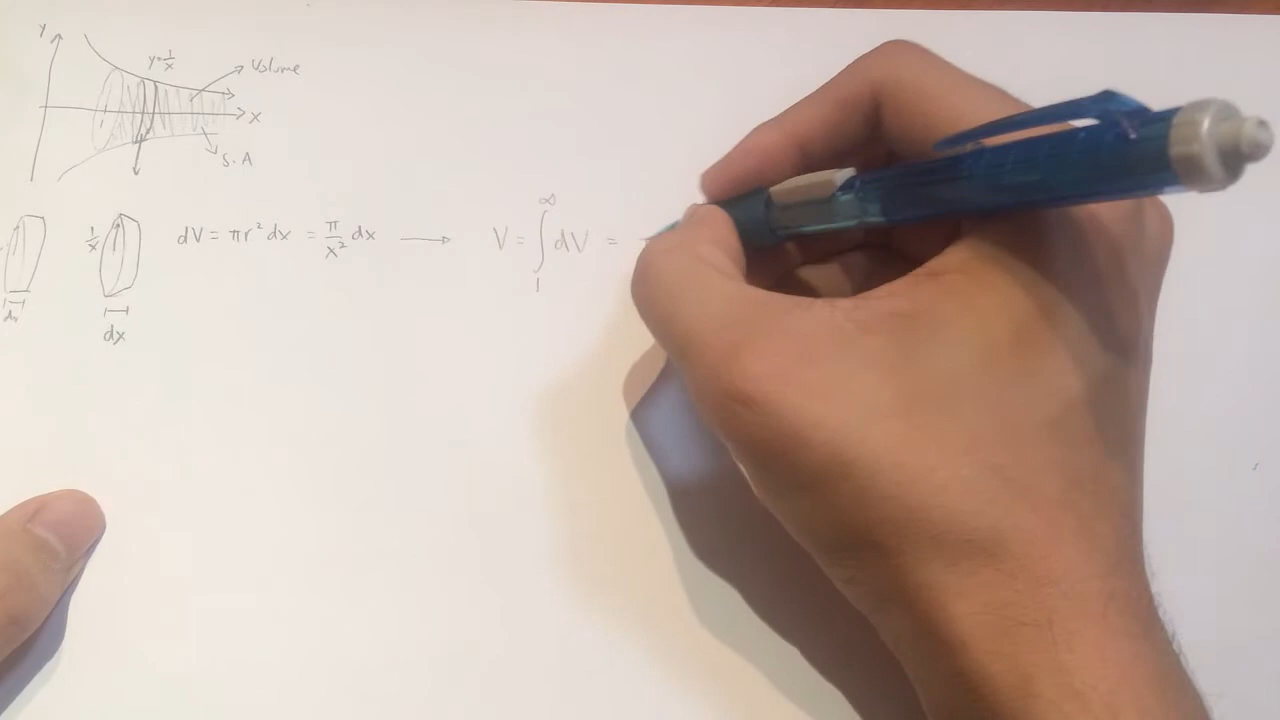 y
y=1/x
Volume
x
S.A
1/x
dV = πr² dx = π/x² dx → V = ∫₁^∞ dV =
dx
dx